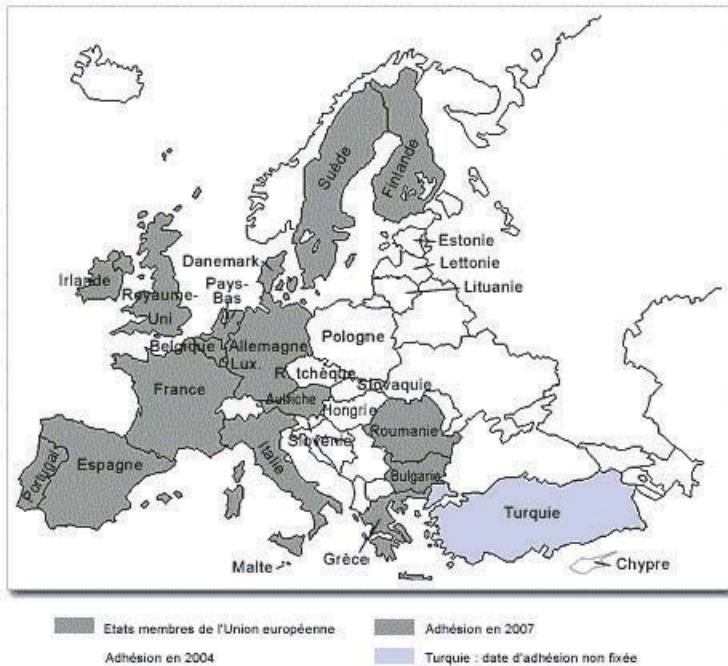 Suède
Finlande
Estonie
Lettonie
Lituanie
Danemark
Irlande
Royaume-
Uni
Pays-
Bas
Belgique
Lux.
Allemagne
Pologne
R. tchèque
Slovaquie
Autriche
Hongrie
Slovénie
France
Roumanie
Bulgarie
Italie
Portugal
Espagne
Turquie
Grèce
Malte
Chypre
Etats membres de l'Union européenne
Adhésion en 2007
Adhésion en 2004
Turquie : date d'adhésion non fixée